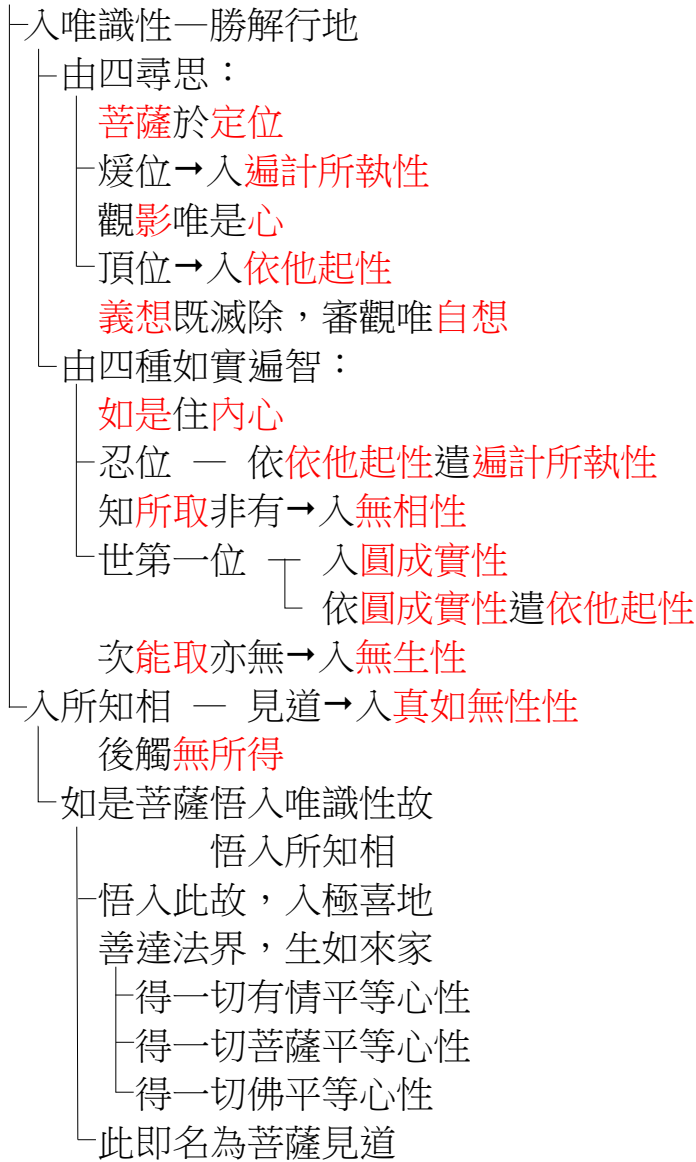 入唯識性—勝解行地
由四尋思：
菩薩於定位
煖位→入遍計所執性
觀影唯是心
頂位→入依他起性
義想既滅除，審觀唯自想
由四種如實遍智：
如是住內心
忍位 — 依依他起性遣遍計所執性
知所取非有→入無相性
世第一位 入圓成實性
依圓成實性遣依他起性
次能取亦無→入無生性
入所知相 — 見道→入真如無性性
後觸無所得
如是菩薩悟入唯識性故
悟入所知相
悟入此故，入極喜地
善達法界，生如來家
得一切有情平等心性
得一切菩薩平等心性
得一切佛平等心性
此即名為菩薩見道